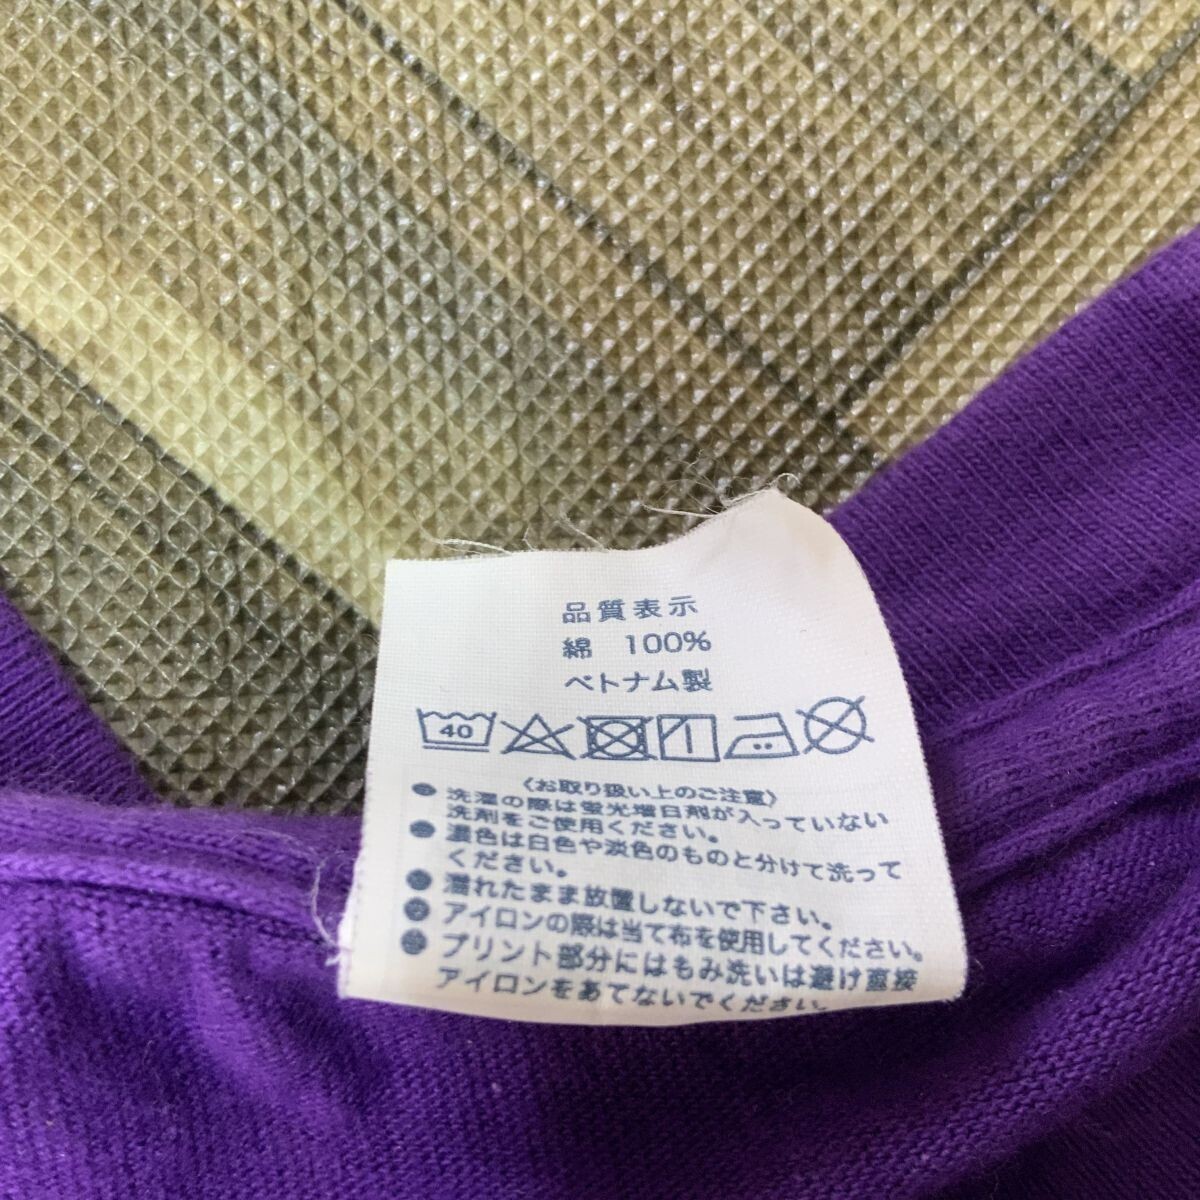 品質表示
綿 100%
ベトナム製
40
〈お取り扱い上のご注意〉
● 洗濯の際は蛍光増白剤が入っていない
洗剤をご使用ください。
● 濃色は白色や淡色のものと分けて洗って
ください。
● 濡れたまま放置しないで下さい。
● アイロンの際は当て布を使用してください。
● プリント部分にはもみ洗いは避け直接
アイロンをあてないでください。